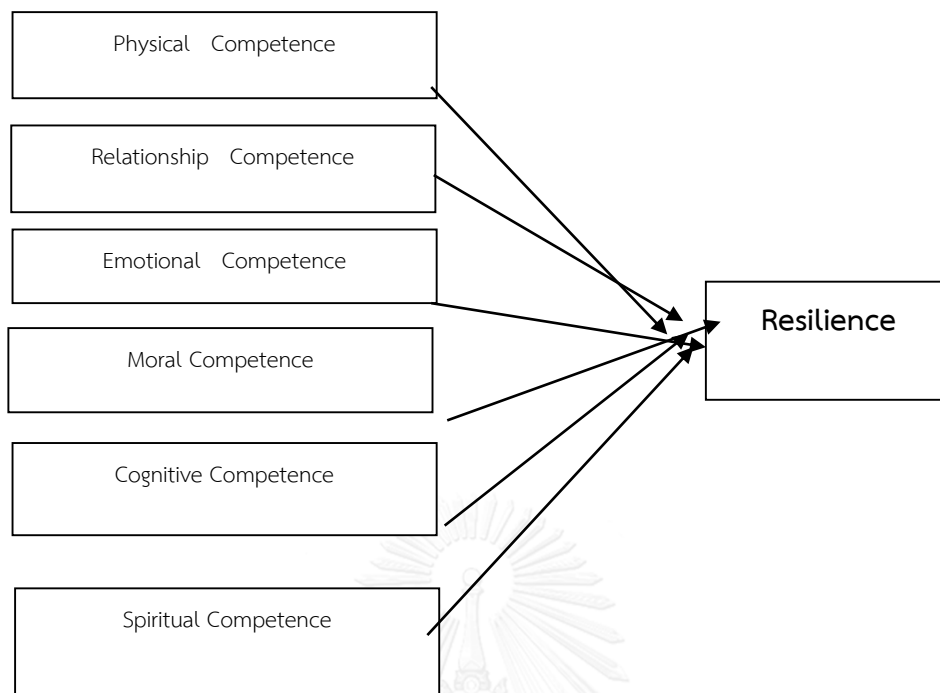 Physical Competence
Relationship Competence
Emotional Competence
Resilience
Moral Competence
Cognitive Competence
Spiritual Competence